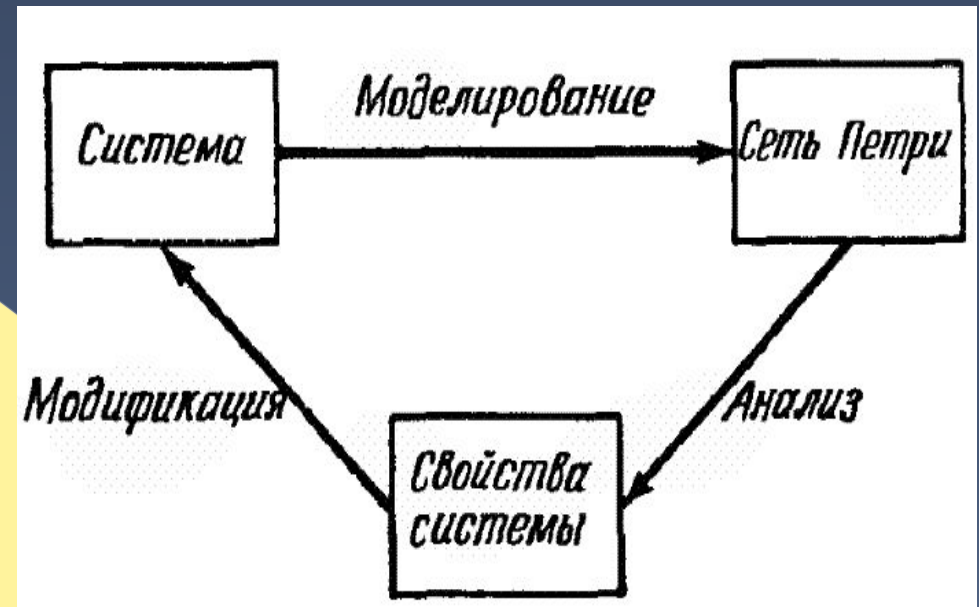 Моделирование
Система
Сеть Петри
Модификация
Анализ
Свойства
системы